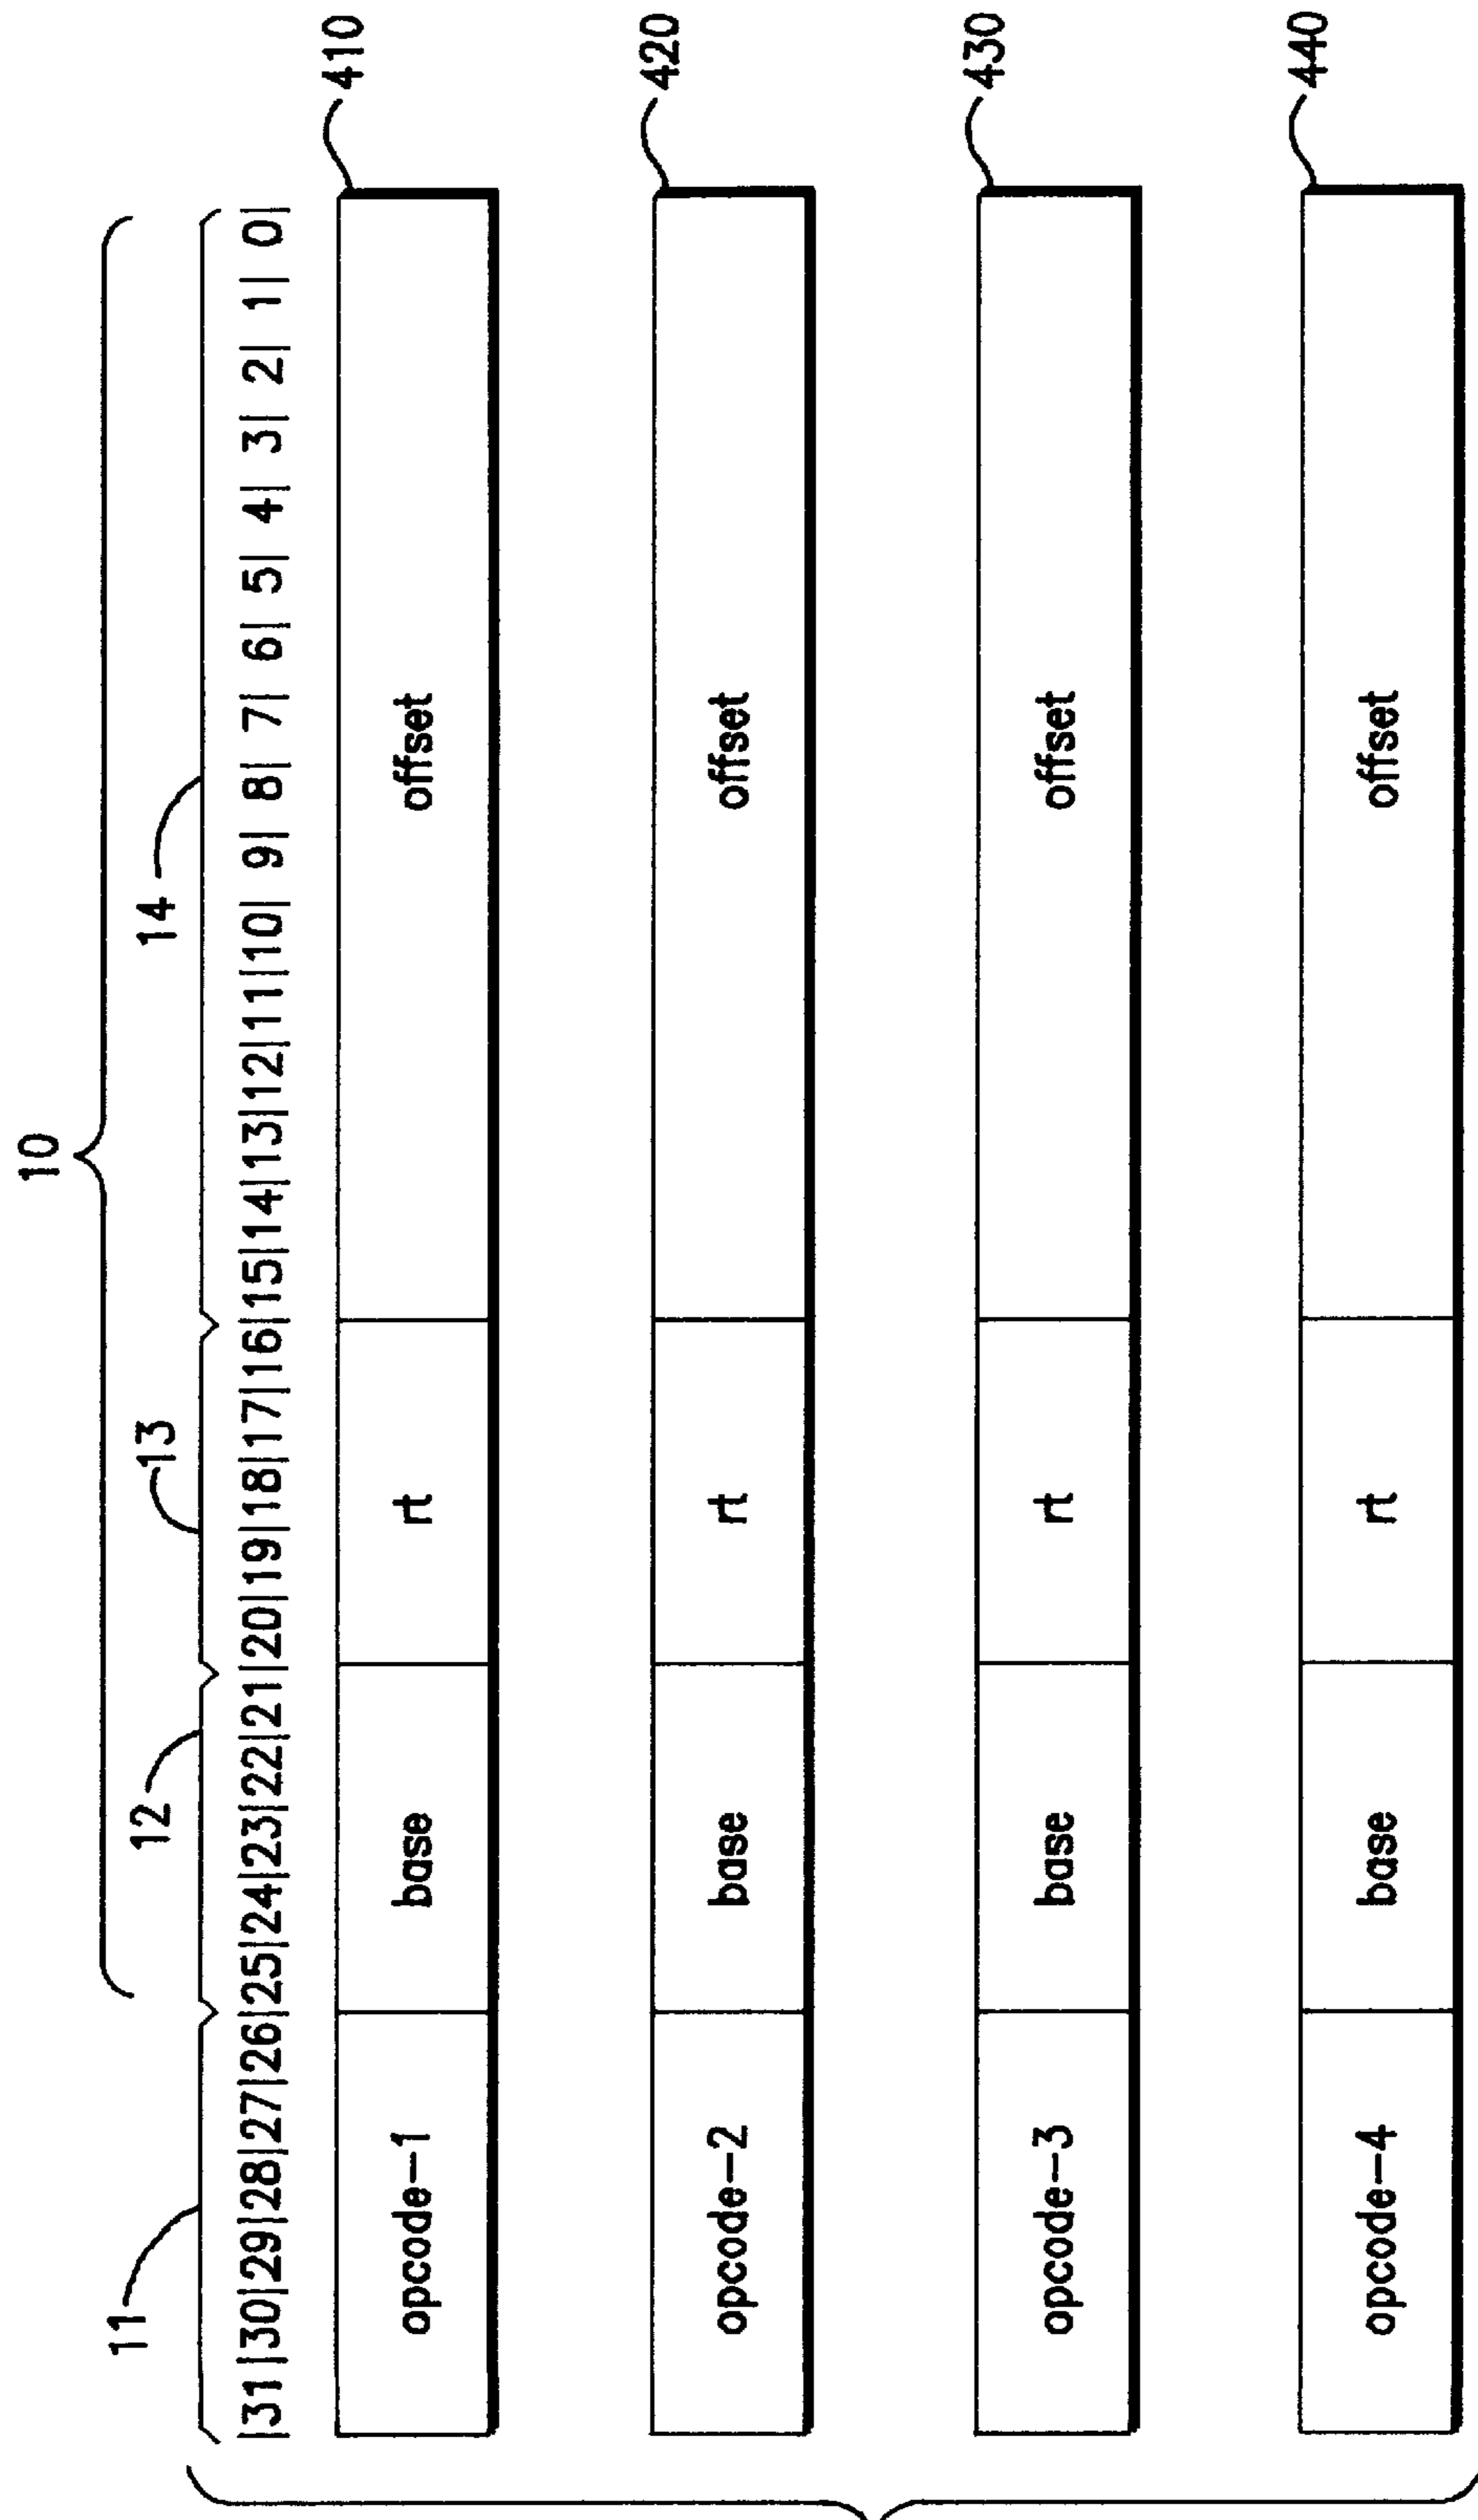 10
11 12 13 14
|31|30|29|28|27|26|25|24|23|22|21|20|19|18|17|16|15|14|13|12|11|10| 9| 8| 7| 6| 5| 4| 3| 2| 1| 0|
opcode-1 base rt offset 410
opcode-2 base rt offset 420
opcode-3 base rt offset 430
opcode-4 base rt offset 440